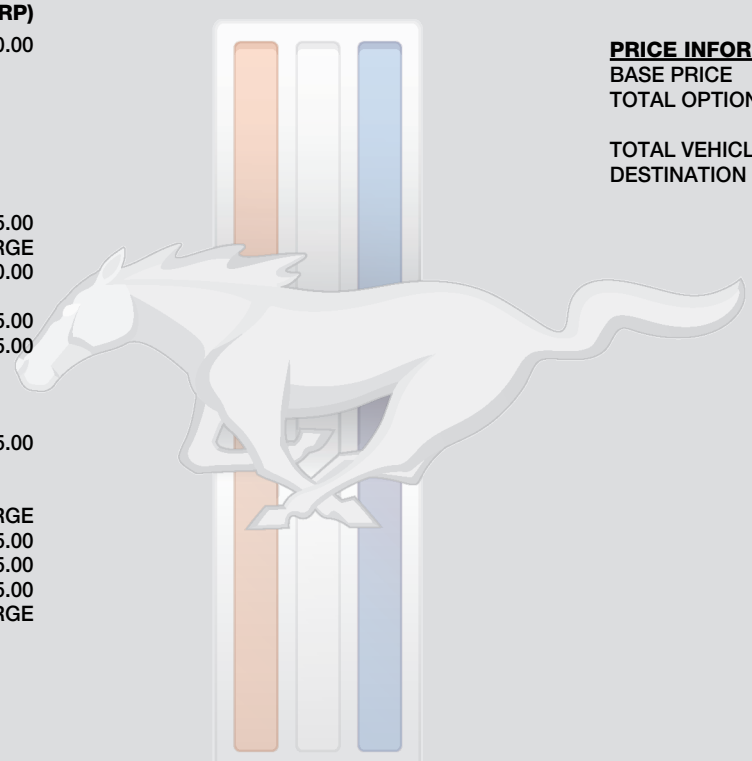 RP)
0.00
5.00
RGE
0.00
5.00
5.00
5.00
RGE
5.00
5.00
5.00
RGE
PRICE INFOR
BASE PRICE
TOTAL OPTION
TOTAL VEHICL
DESTINATION